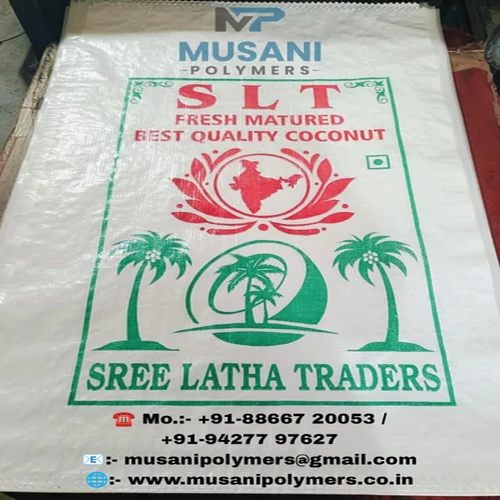 MP
MUSANI
-POLYMERS-
S L T
FRESH MATURED
BEST QUALITY COCONUT
SREE LATHA TRADERS
☎️ Mo.:- +91-88667 20053 /
+91-94277 97627
📧:- musanipolymers@gmail.com
🌐:- www.musanipolymers.co.in